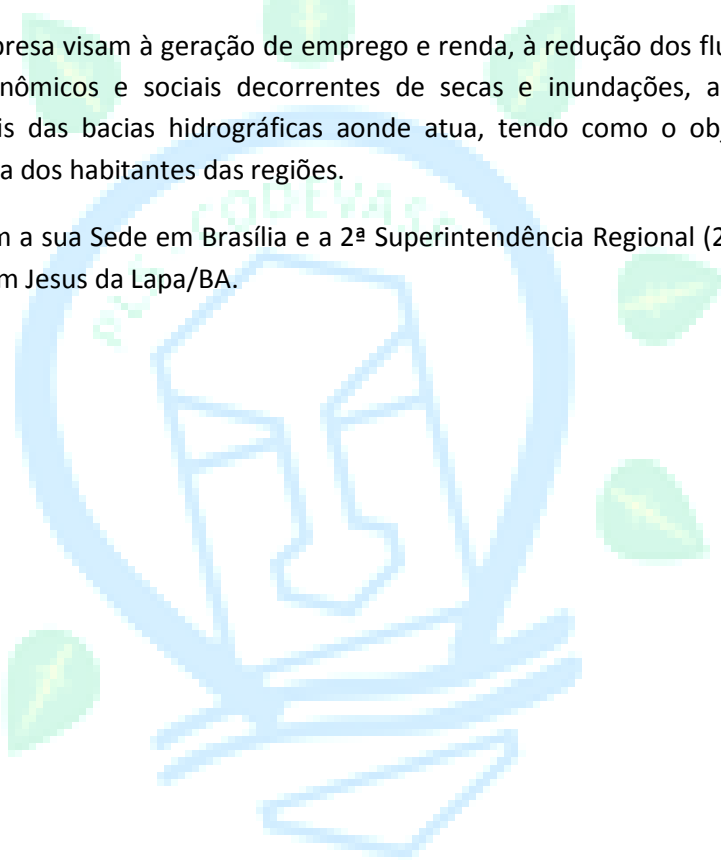 presa visam à geração de emprego e renda, à redução dos flu
nômicos e sociais decorrentes de secas e inundações, a
is das bacias hidrográficas aonde atua, tendo como o obj
a dos habitantes das regiões.
m a sua Sede em Brasília e a 2ª Superintendência Regional (2
m Jesus da Lapa/BA.
CODEVASF